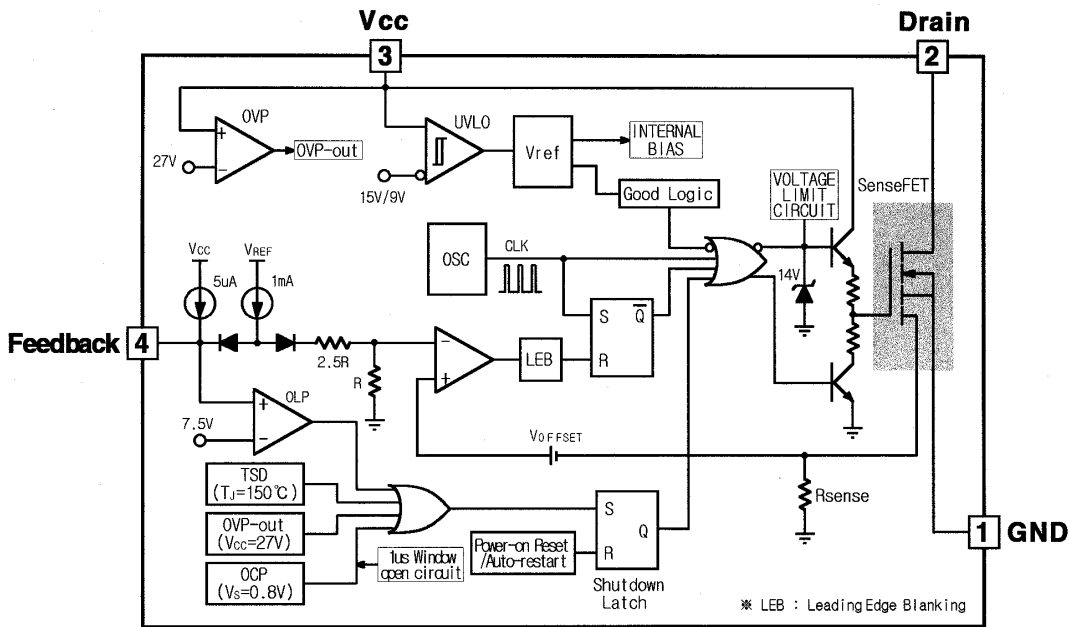 Vcc
Drain
3
2
OVP
+
-
27V
OVP-out
UVLO
15V/9V
Vref
INTERNAL
BIAS
Good Logic
VOLTAGE
LIMIT
CIRCUIT
SenseFET
OSC
CLK
14V
VCC
VREF
5uA
1mA
Feedback
4
2.5R
R
-
+
LEB
S
Q
R
OLP
+
-
7.5V
VOFFSET
Rsense
TSD
(TJ=150℃)
OVP-out
(VCC=27V)
OCP
(VS=0.8V)
1us Window
open circuit
Power-on Reset
/Auto-restart
S
Q
R
Shutdown
Latch
1
GND
※ LEB : Leading Edge Blanking